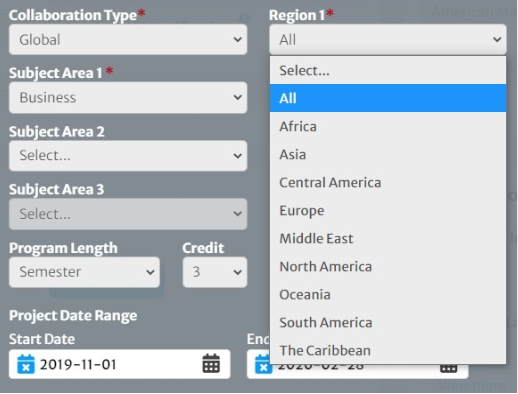 Collaboration Type* Region 1*
Global All
Select...
Subject Area 1 *
Business All
Africa
Subject Area 2
Select... Asia
Central America
Subject Area 3
Select... Europe
Middle East
Program Length Credit
Semester 3 North America
Oceania
Project Date Range South America
Start Date The Caribbean
2019-11-01 2020-02-28
View more